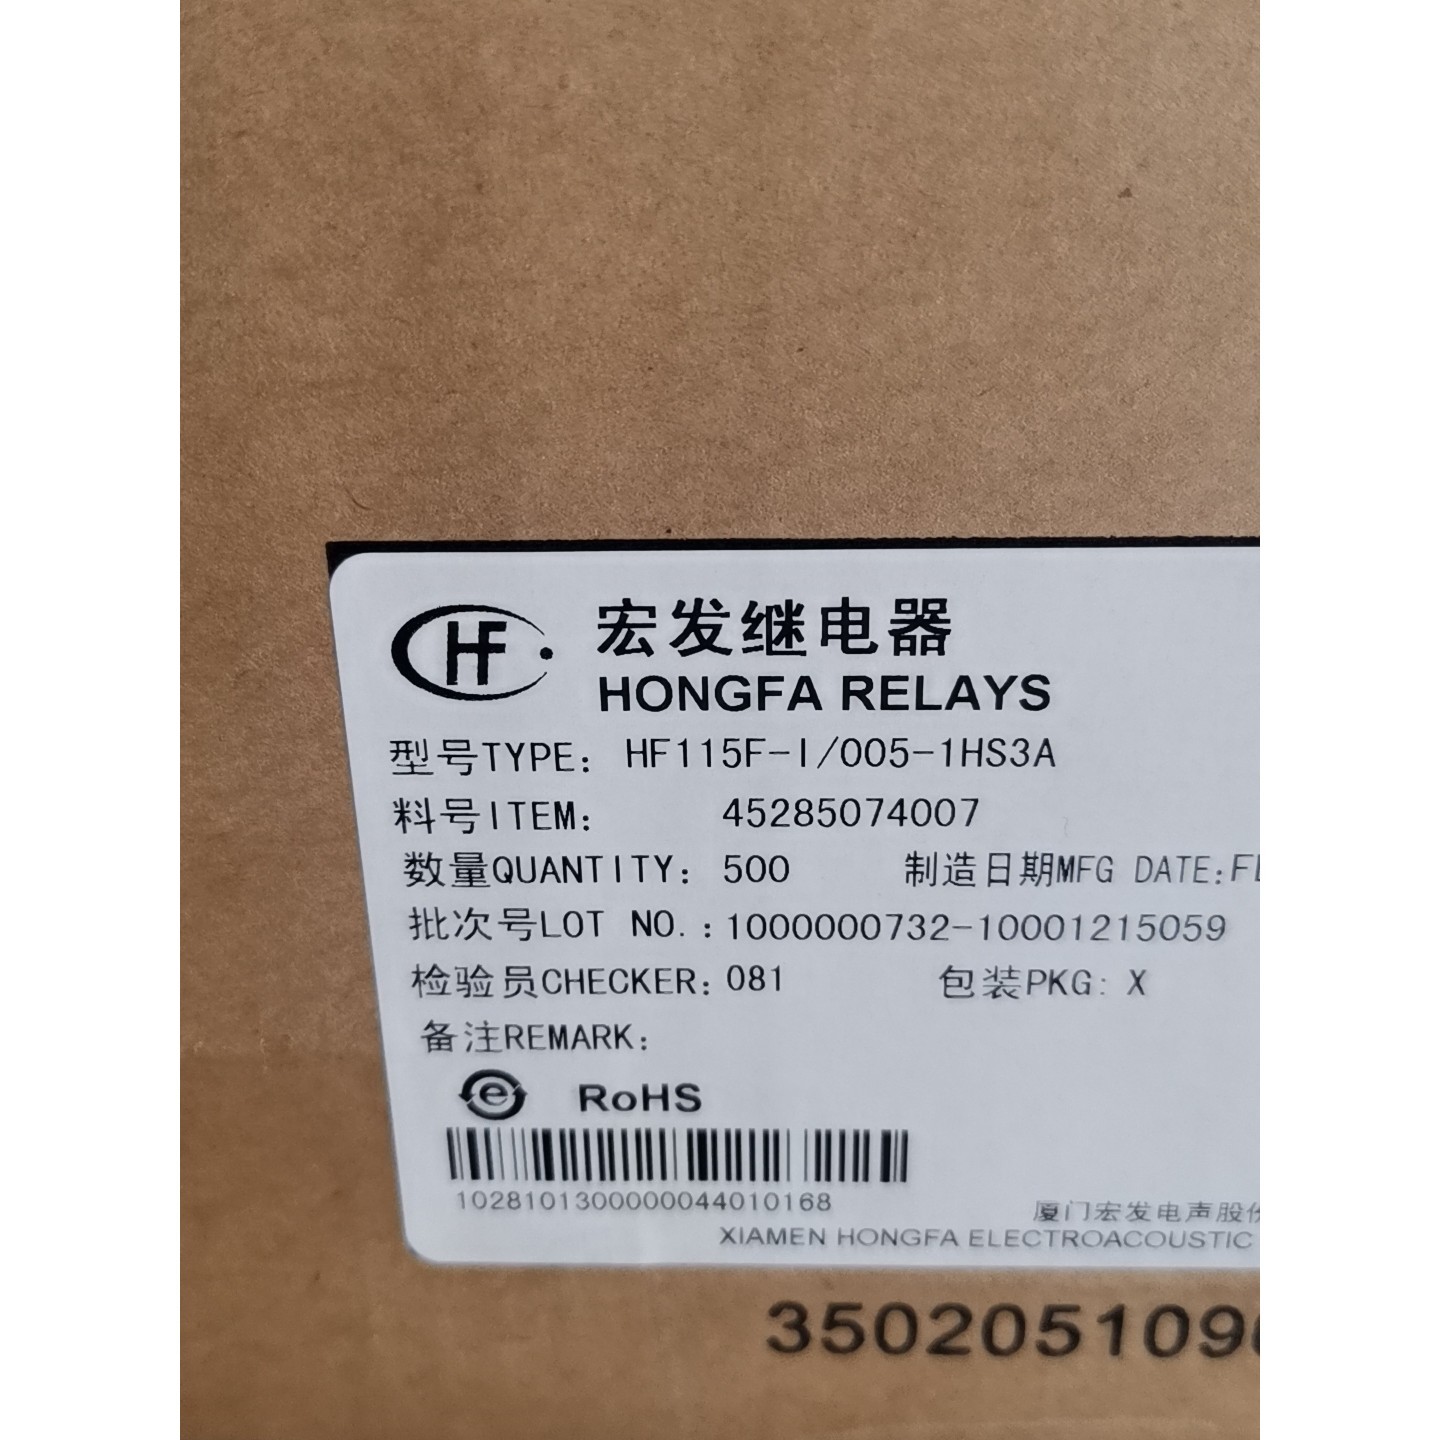 HF
宏发继电器
HONGFA RELAYS
型号TYPE: HF115F-I/005-1HS3A
料号ITEM: 45285074007
数量QUANTITY: 500 制造日期MFG DATE:
批次号LOT NO.: 1000000732-10001215059
检验员CHECKER: 081 包装PKG: X
备注REMARK:
e RoHS
1028101300000044010168
厦门宏发电声股份
XIAMEN HONGFA ELECTROACOUSTIC
350205109